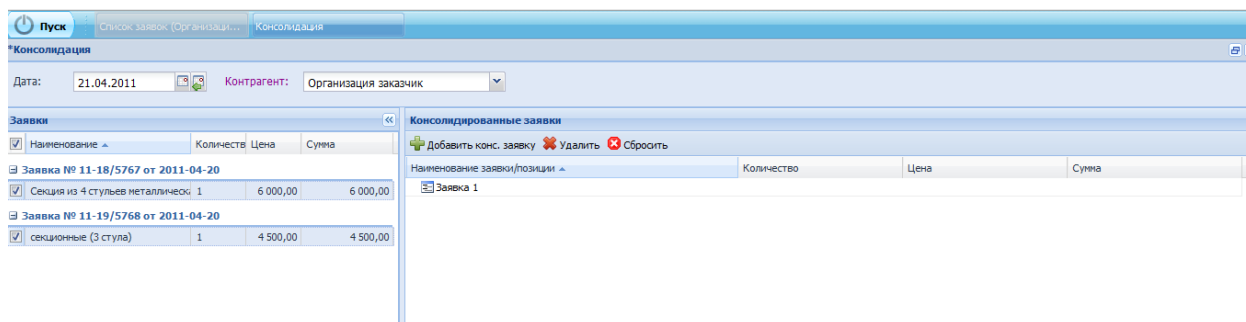 Пуск Список заявок (Организаци... Консолидация
*Консолидация
Дата: 21.04.2011 Контрагент: Организация заказчик
Заявки
Наименование Количеств Цена Сумма
Заявка № 11-18/5767 от 2011-04-20
Секция из 4 стульев металлическ 1 6 000,00 6 000,00
Заявка № 11-19/5768 от 2011-04-20
секционные (3 стула) 1 4 500,00 4 500,00
Консолидированные заявки
Добавить конс. заявку Удалить Сбросить
Наименование заявки/позиции Количество Цена Сумма
Заявка 1